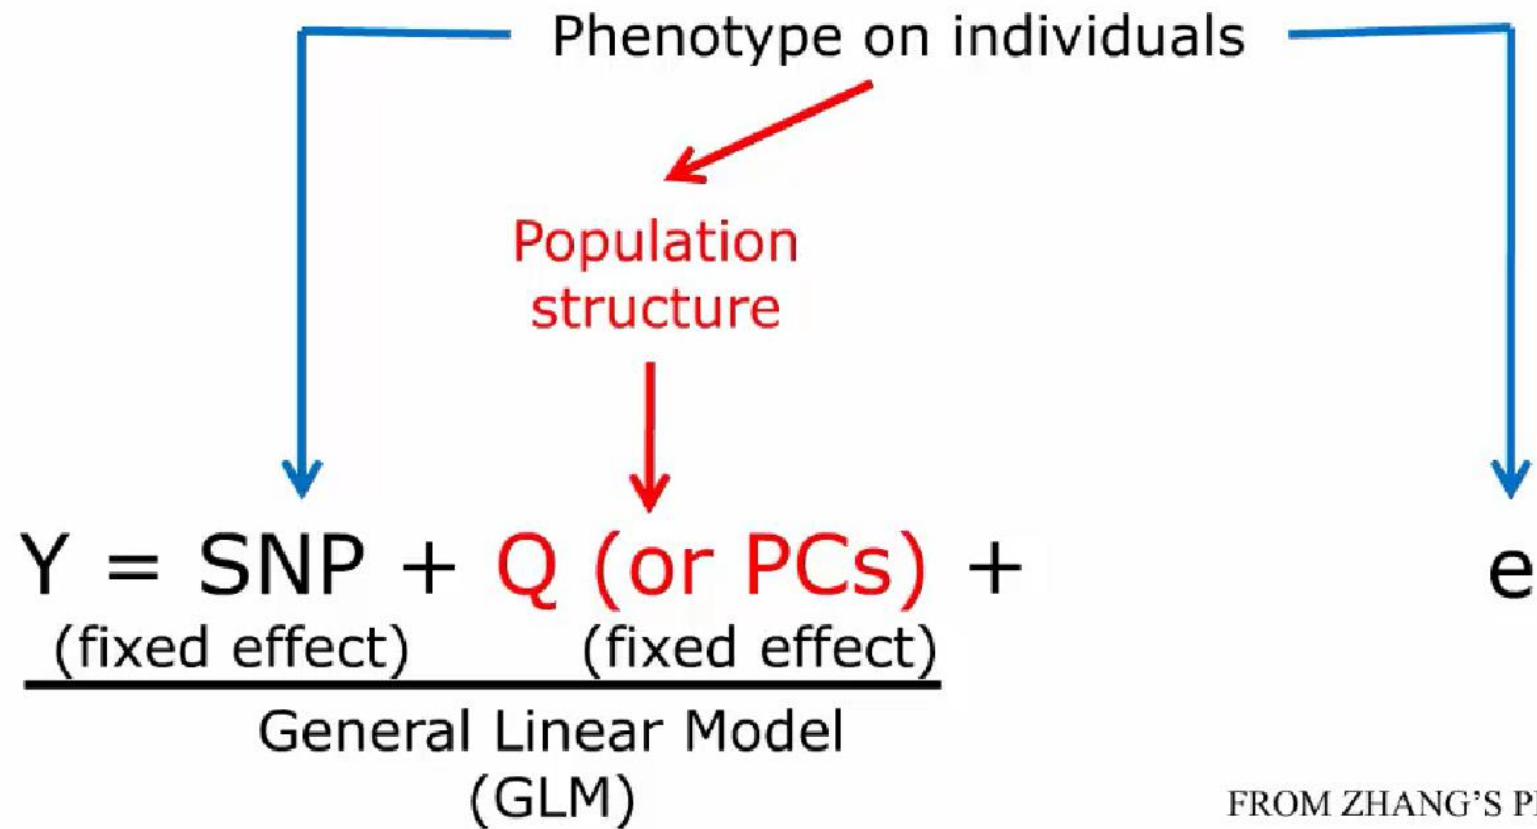 Phenotype on individuals
Population
structure
Y = SNP + Q (or PCs) + e
(fixed effect) (fixed effect)
General Linear Model
(GLM)
FROM ZHANG'S